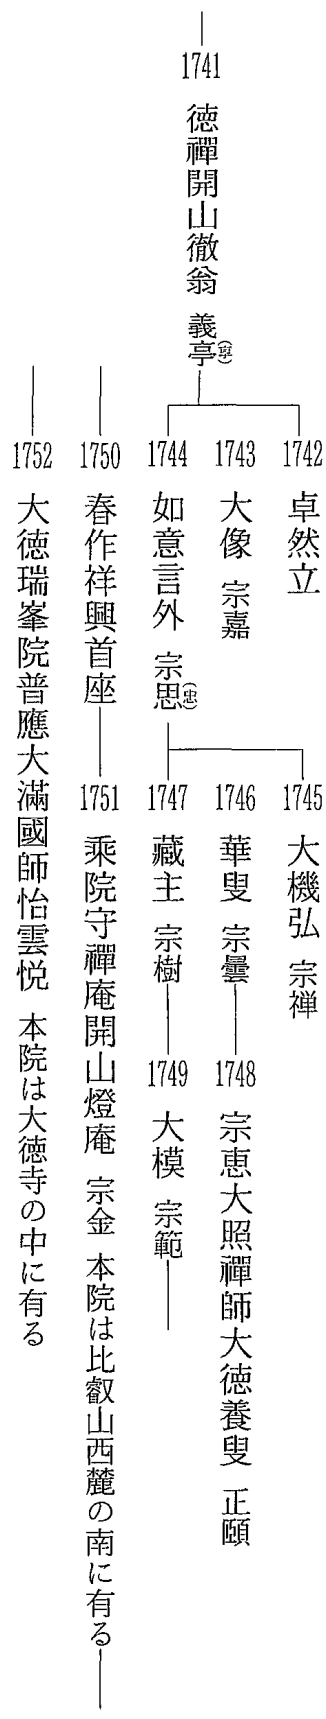 1741 徳禪開山徹翁 義亭(享)
1742 卓然立
1743 大像 宗嘉
1744 如意言外 宗思(忠)
1745 大機弘 宗禅
1746 華叟 宗曇
1748 宗恵大照禪師大徳養叟 正頤
1747 藏主 宗樹
1749 大模 宗範
1750 春作祥興首座
1751 乘院守禪庵開山燈庵 宗金 本院は比叡山西麓の南に有る
1752 大徳瑞峯院普應大滿國師怡雲悦 本院は大徳寺の中に有る